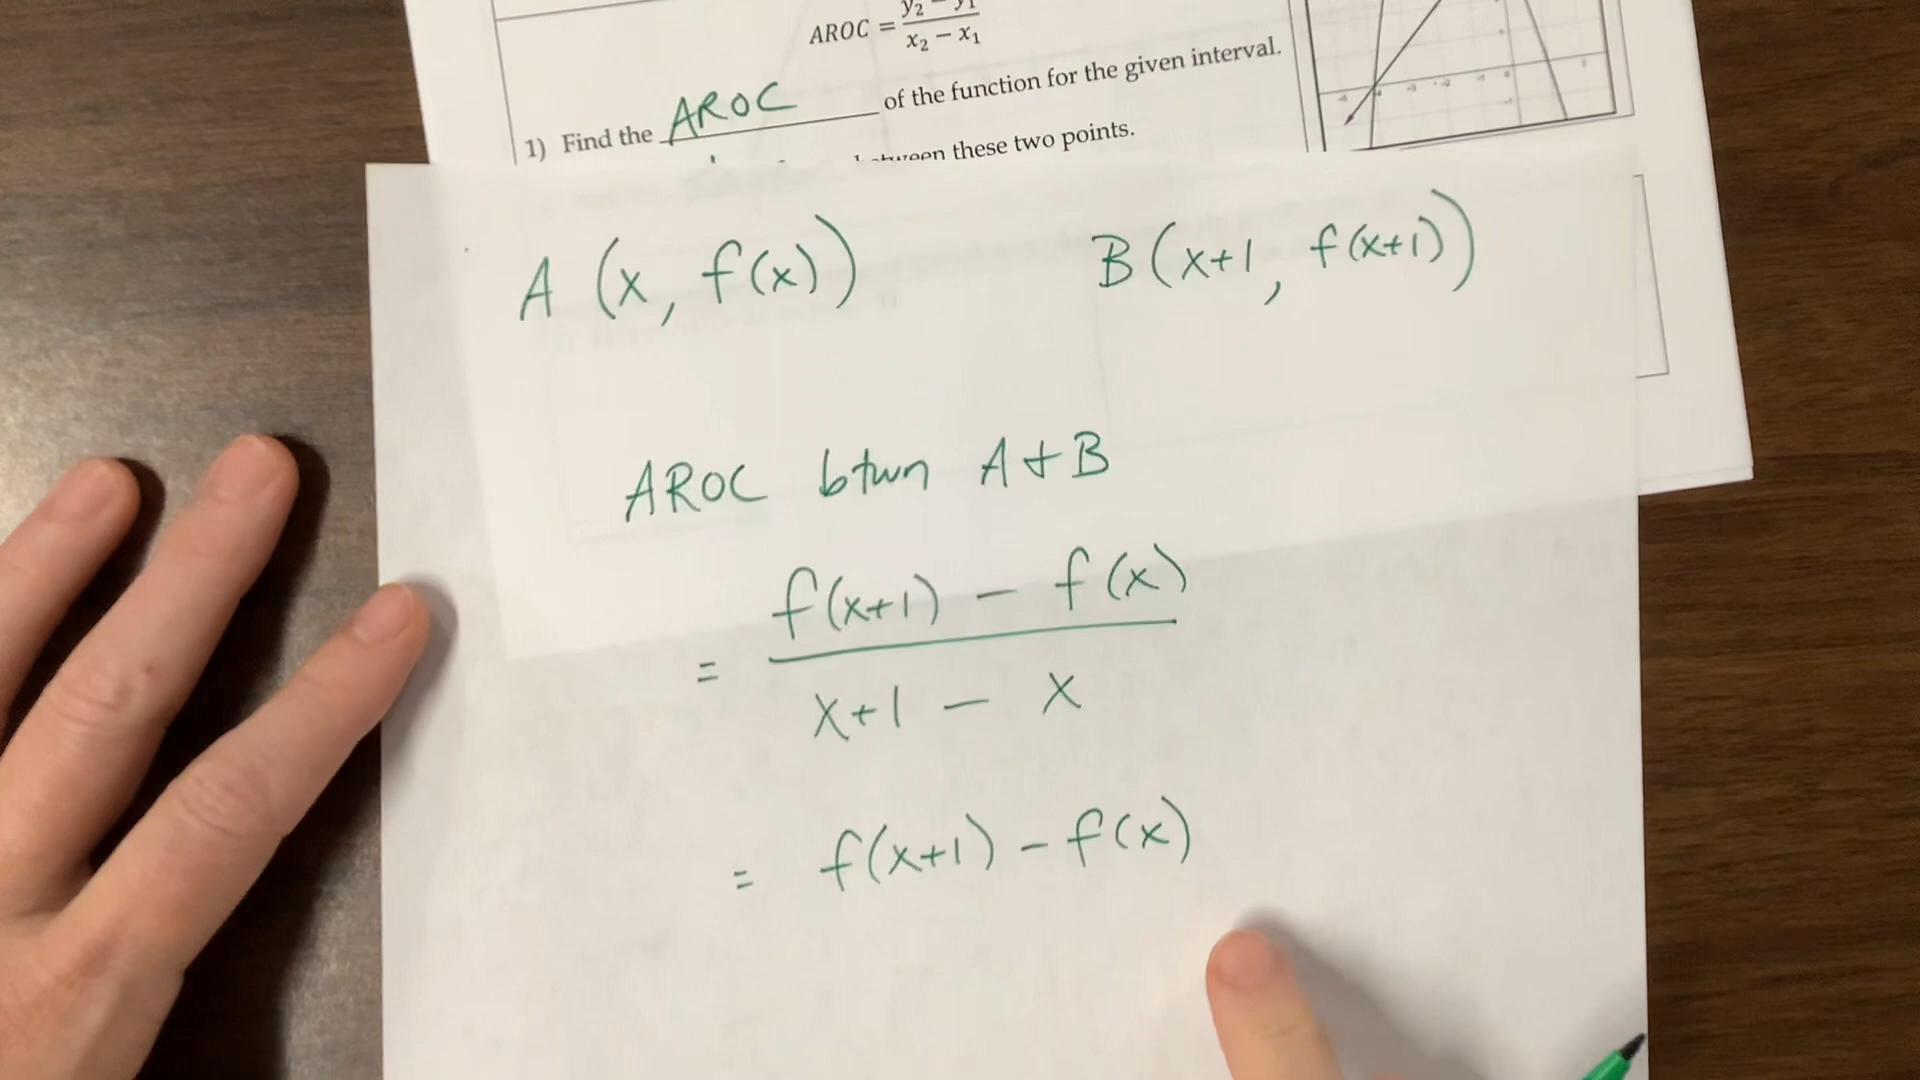 AROC = y₂ − y₁ / x₂ − x₁
1) Find the AROC of the function for the given interval.
between these two points.
A (x, f(x))
B (x+1, f(x+1))
AROC btwn A + B
= f(x+1) − f(x) / x+1 − x
= f(x+1) − f(x)